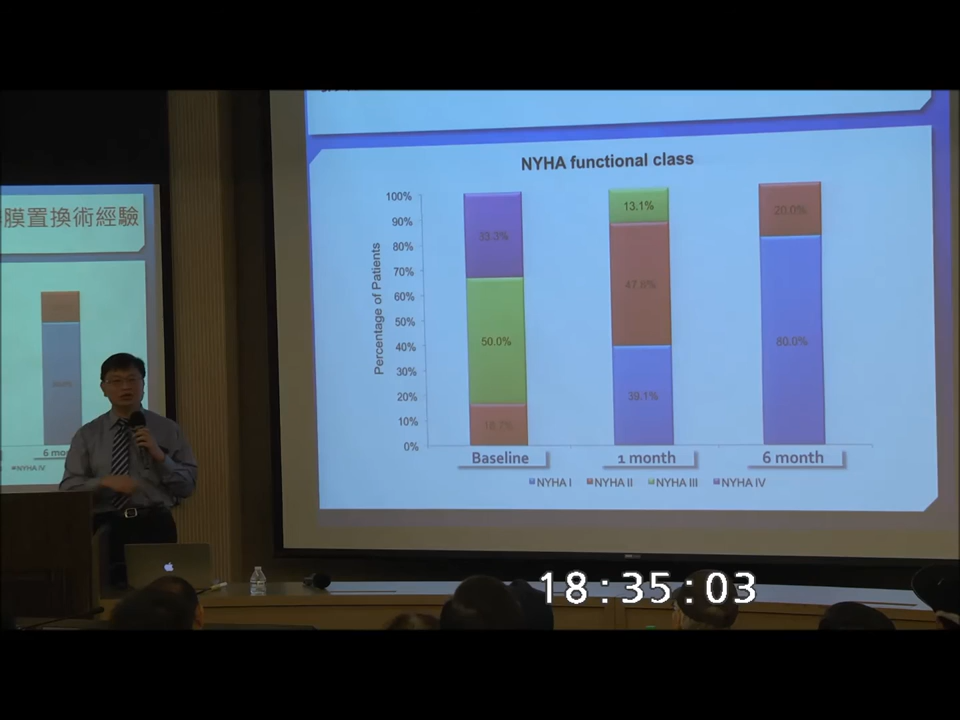 膜置換術經驗
6 mo
NYHA IV
NYHA functional class
Percentage of Patients
100%
90%
80%
70%
60%
50%
40%
30%
20%
10%
0%
33.3%
50.0%
16.7%
13.1%
47.8%
39.1%
20.0%
80.0%
Baseline 1 month 6 month
NYHA I NYHA II NYHA III NYHA IV
18:35:03